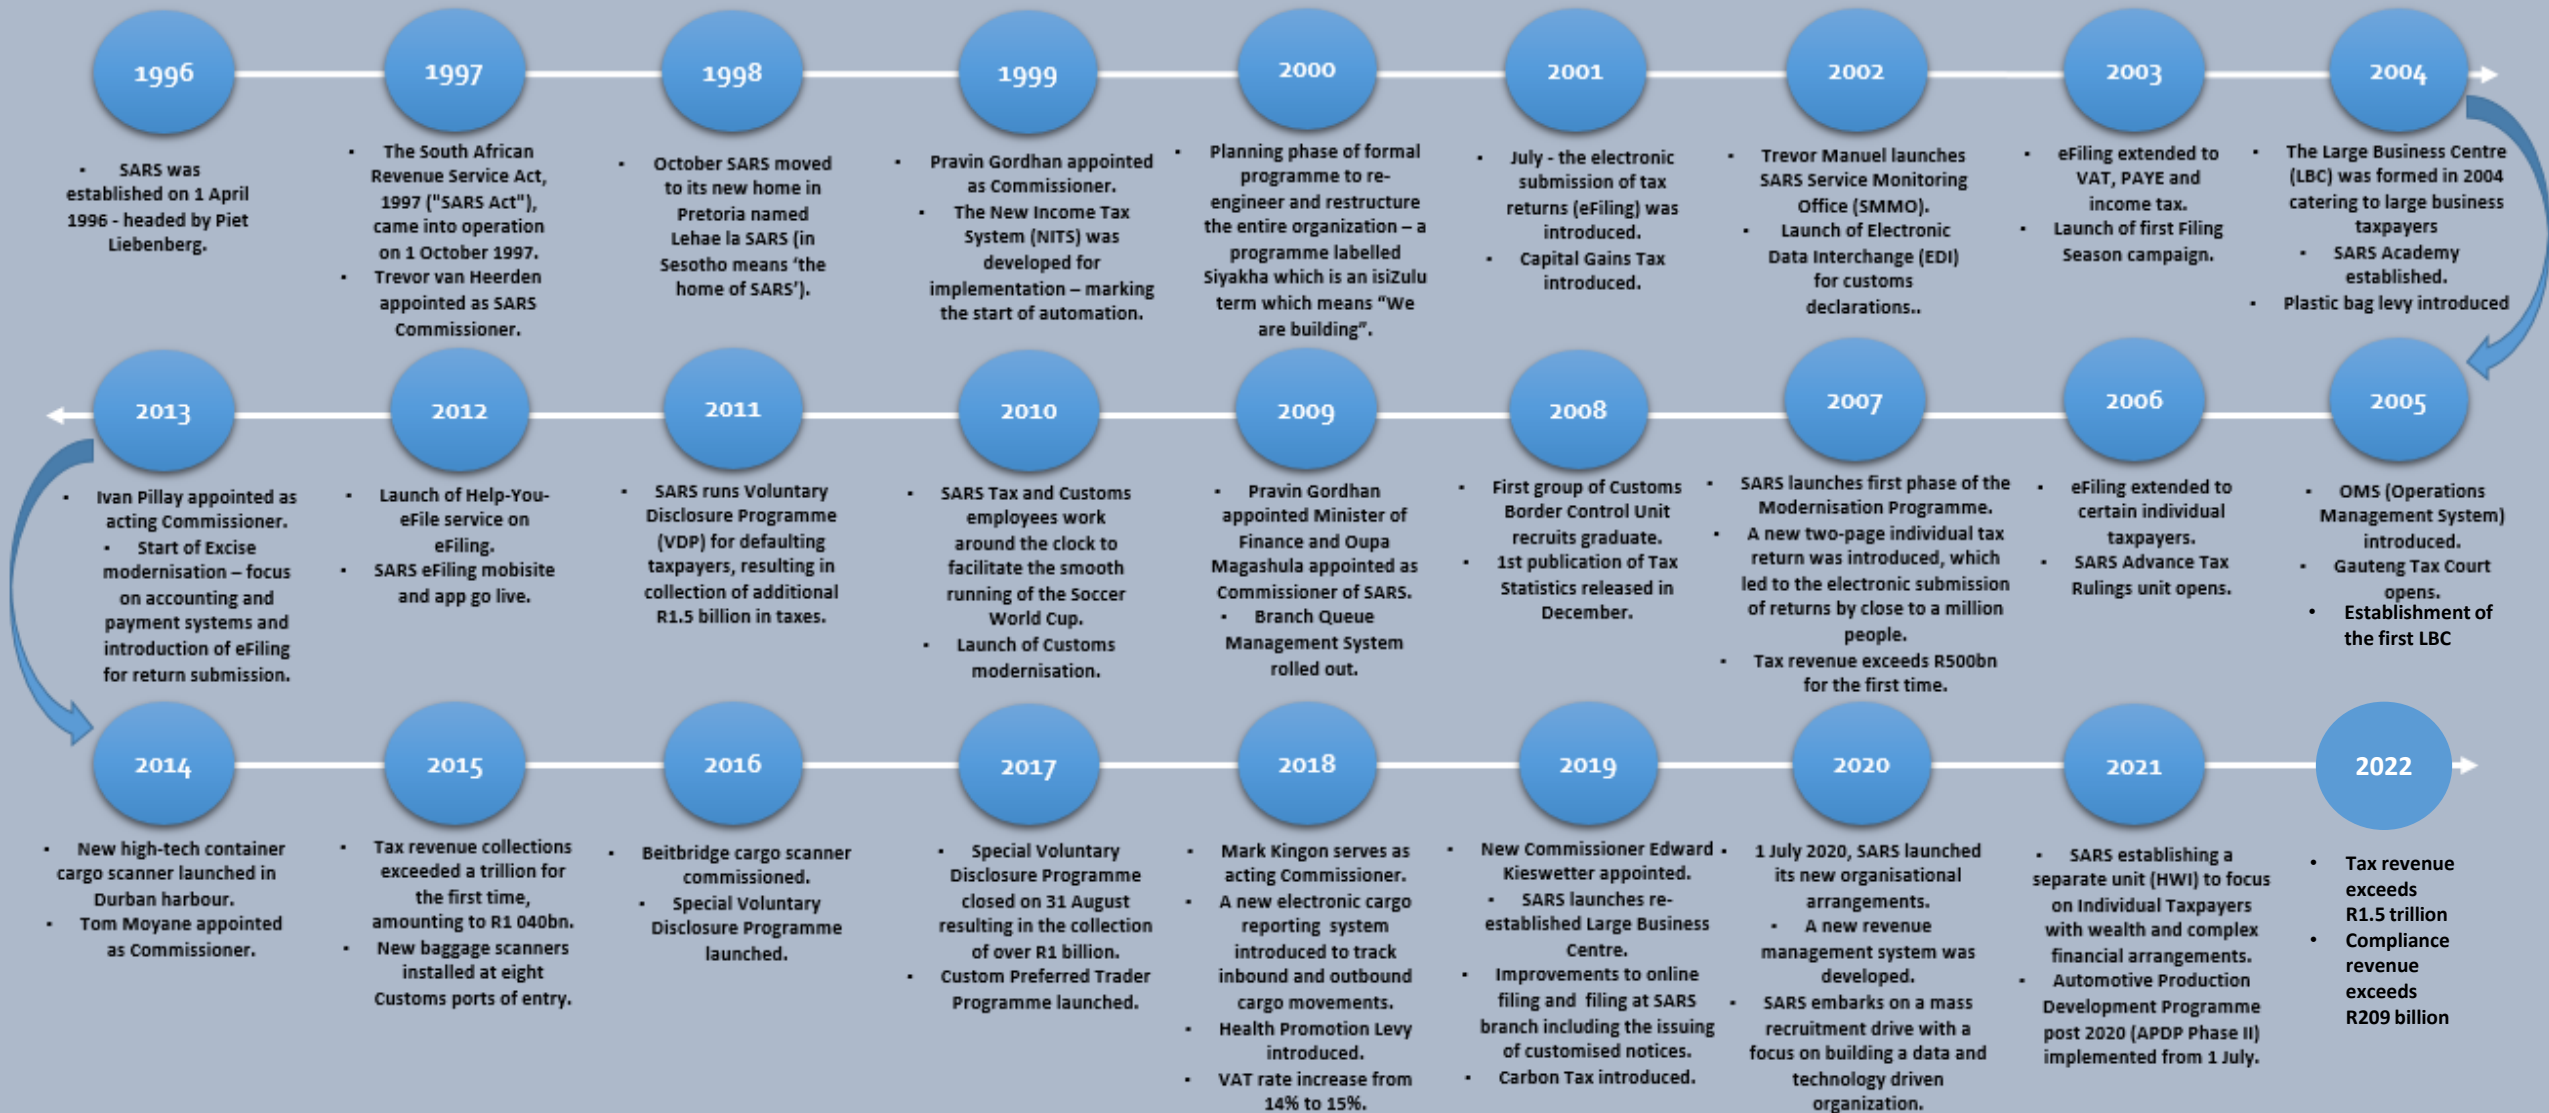 1996
▪ SARS was
established on 1 April
1996 - headed by Piet
Liebenberg.
1997
▪ The South African
Revenue Service Act,
1997 ("SARS Act"),
came into operation
on 1 October 1997.
▪ Trevor van Heerden
appointed as SARS
Commissioner.
1998
▪ October SARS moved
to its new home in
Pretoria named
Lehae la SARS (in
Sesotho means ‘the
home of SARS’).
1999
▪ Pravin Gordhan appointed
as Commissioner.
▪ The New Income Tax
System (NITS) was
developed for
implementation – marking
the start of automation.
2000
▪ Planning phase of formal
programme to re-
engineer and restructure
the entire organization – a
programme labelled
Siyakha which is an isiZulu
term which means “We
are building”.
2001
▪ July - the electronic
submission of tax
returns (eFiling) was
introduced.
▪ Capital Gains Tax
introduced.
2002
▪ Trevor Manuel launches
SARS Service Monitoring
Office (SMMO).
▪ Launch of Electronic
Data Interchange (EDI)
for customs
declarations..
2003
▪ eFiling extended to
VAT, PAYE and
income tax.
▪ Launch of first Filing
Season campaign.
2004
▪ The Large Business Centre
(LBC) was formed in 2004
catering to large business
taxpayers
▪ SARS Academy
established.
▪ Plastic bag levy introduced
2005
▪ OMS (Operations
Management System)
introduced.
▪ Gauteng Tax Court
opens.
• Establishment of
the first LBC
2006
▪ eFiling extended to
certain individual
taxpayers.
▪ SARS Advance Tax
Rulings unit opens.
2007
▪ SARS launches first phase of the
Modernisation Programme.
▪ A new two-page individual tax
return was introduced, which
led to the electronic submission
of returns by close to a million
people.
▪ Tax revenue exceeds R500bn
for the first time.
2008
▪ First group of Customs
Border Control Unit
recruits graduate.
▪ 1st publication of Tax
Statistics released in
December.
2009
▪ Pravin Gordhan
appointed Minister of
Finance and Oupa
Magashula appointed as
Commissioner of SARS.
▪ Branch Queue
Management System
rolled out.
2010
▪ SARS Tax and Customs
employees work
around the clock to
facilitate the smooth
running of the Soccer
World Cup.
▪ Launch of Customs
modernisation.
2011
▪ SARS runs Voluntary
Disclosure Programme
(VDP) for defaulting
taxpayers, resulting in
collection of additional
R1.5 billion in taxes.
2012
▪ Launch of Help-You-
eFile service on
eFiling.
▪ SARS eFiling mobisite
and app go live.
2013
▪ Ivan Pillay appointed as
acting Commissioner.
▪ Start of Excise
modernisation – focus
on accounting and
payment systems and
introduction of eFiling
for return submission.
2014
▪ New high-tech container
cargo scanner launched in
Durban harbour.
▪ Tom Moyane appointed
as Commissioner.
2015
▪ Tax revenue collections
exceeded a trillion for
the first time,
amounting to R1 040bn.
▪ New baggage scanners
installed at eight
Customs ports of entry.
2016
▪ Beitbridge cargo scanner
commissioned.
▪ Special Voluntary
Disclosure Programme
launched.
2017
▪ Special Voluntary
Disclosure Programme
closed on 31 August
resulting in the collection
of over R1 billion.
▪ Custom Preferred Trader
Programme launched.
2018
▪ Mark Kingon serves as
acting Commissioner.
▪ A new electronic cargo
reporting system
introduced to track
inbound and outbound
cargo movements.
▪ Health Promotion Levy
introduced.
▪ VAT rate increase from
14% to 15%.
2019
▪ New Commissioner Edward
Kieswetter appointed.
▪ SARS launches re-
established Large Business
Centre.
▪ Improvements to online
filing and filing at SARS
branch including the issuing
of customised notices.
▪ Carbon Tax introduced.
2020
▪ 1 July 2020, SARS launched
its new organisational
arrangements.
▪ A new revenue
management system was
developed.
▪ SARS embarks on a mass
recruitment drive with a
focus on building a data and
technology driven
organization.
2021
▪ SARS establishing a
separate unit (HWI) to focus
on Individual Taxpayers
with wealth and complex
financial arrangements.
▪ Automotive Production
Development Programme
post 2020 (APDP Phase II)
implemented from 1 July.
2022
• Tax revenue
exceeds
R1.5 trillion
• Compliance
revenue
exceeds
R209 billion